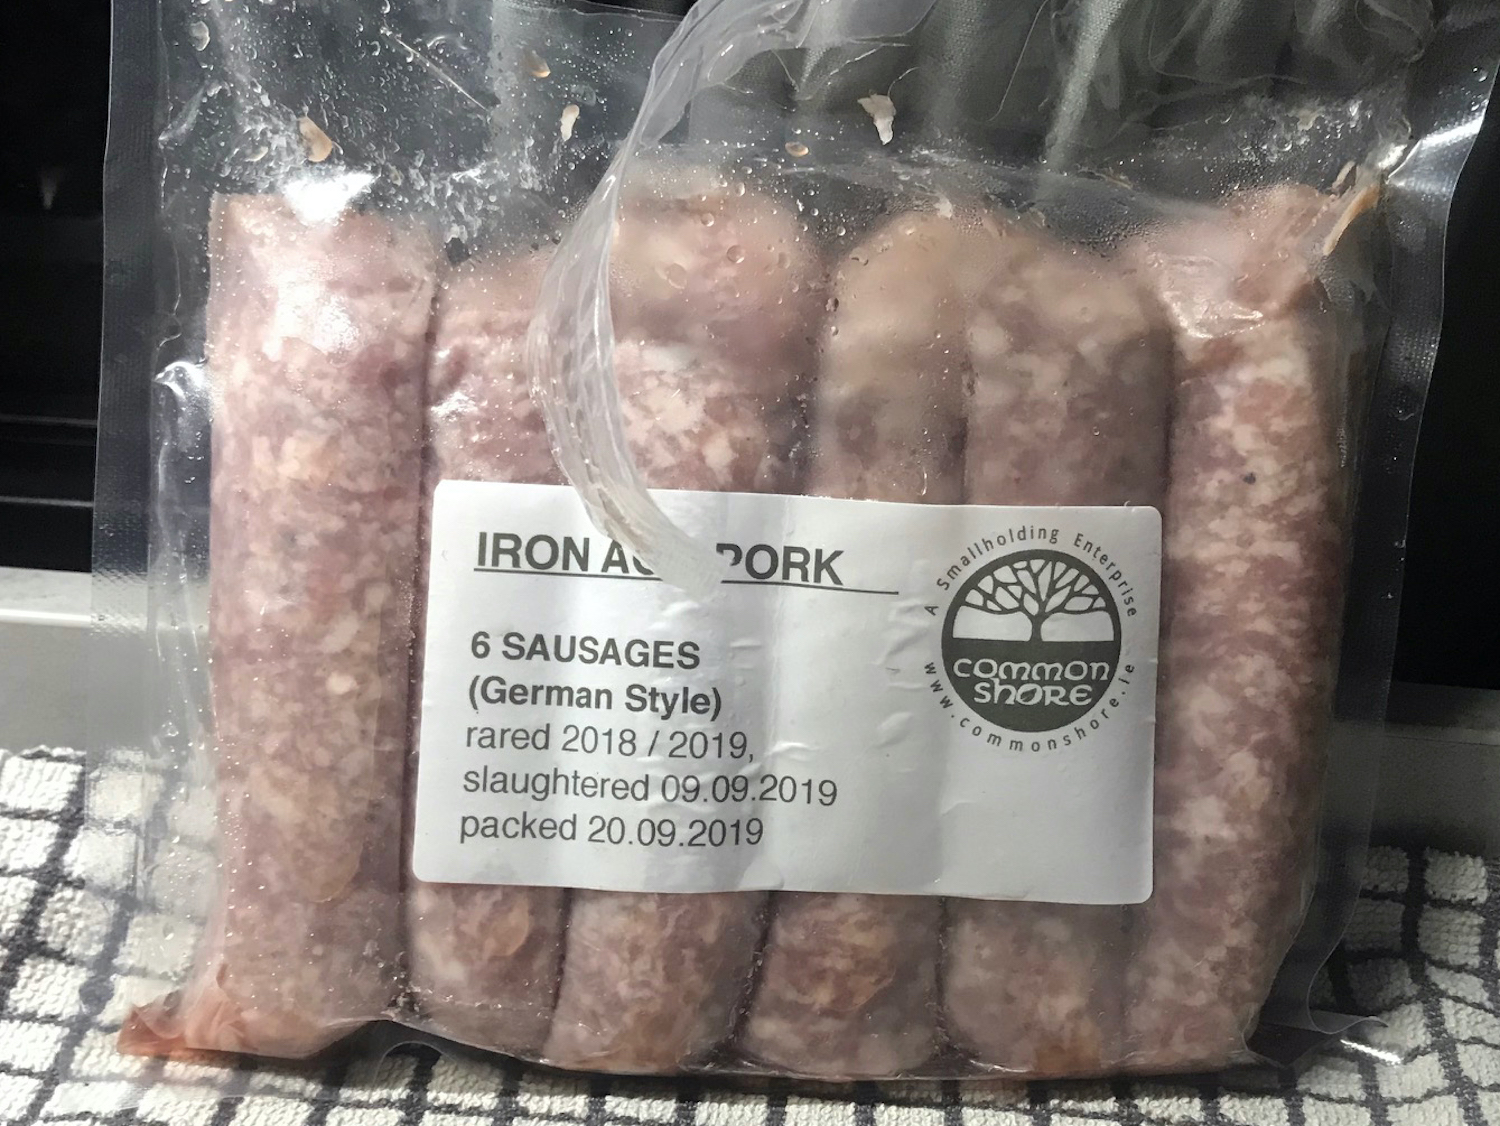 IRON PORK
6 SAUSAGES
(German Style)
rared 2018 / 2019,
slaughtered 09.09.2019
packed 20.09.2019
A Smallholding Enterprise
COMMON
SHORE
www.commonshore.ie